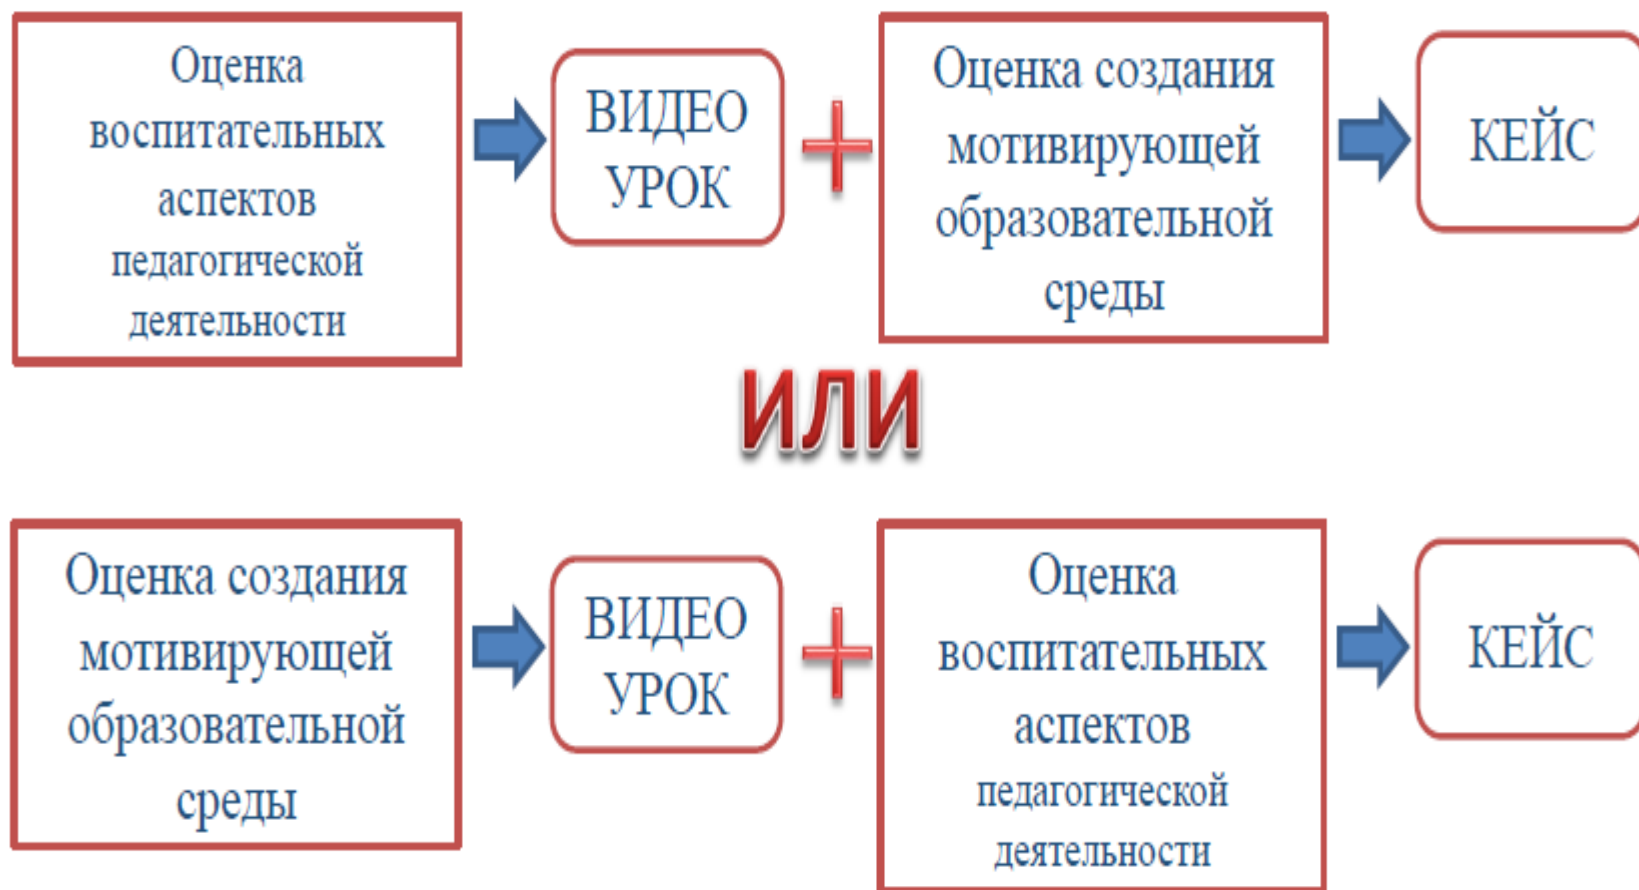 Оценка
воспитательных
аспектов
педагогической
деятельности
ВИДЕО
УРОК
Оценка создания
мотивирующей
образовательной
среды
КЕЙС
ИЛИ
Оценка создания
мотивирующей
образовательной
среды
ВИДЕО
УРОК
Оценка
воспитательных
аспектов
педагогической
деятельности
КЕЙС